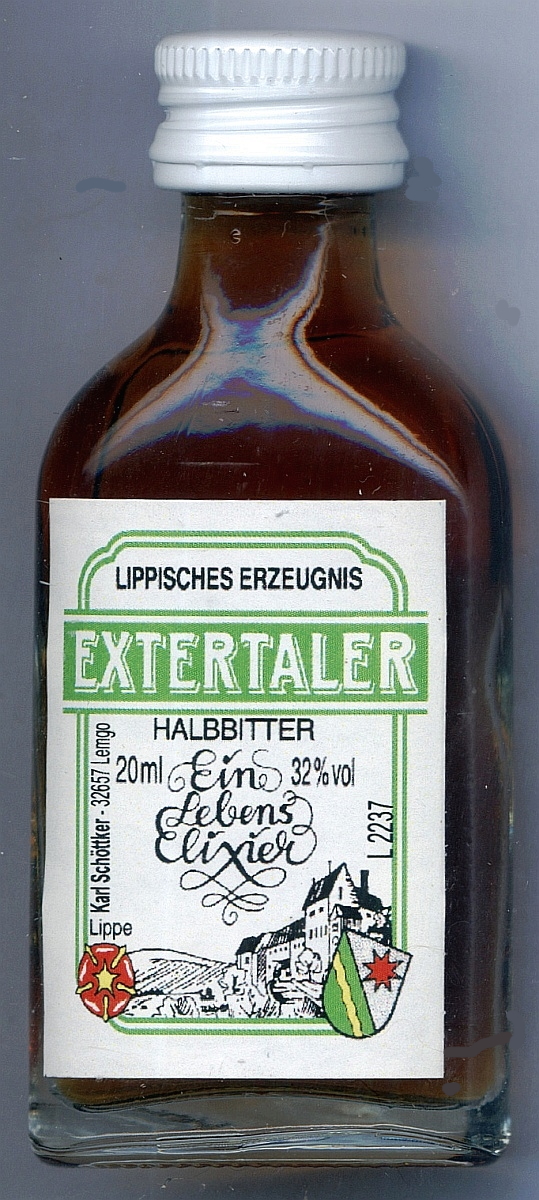 LIPPISCHES ERZEUGNIS
EXTERTALER
HALBBITTER
20ml Ein 32%vol
Lebens
Elixier
Karl Schöttker - 32657 Lemgo
L 2237
Lippe